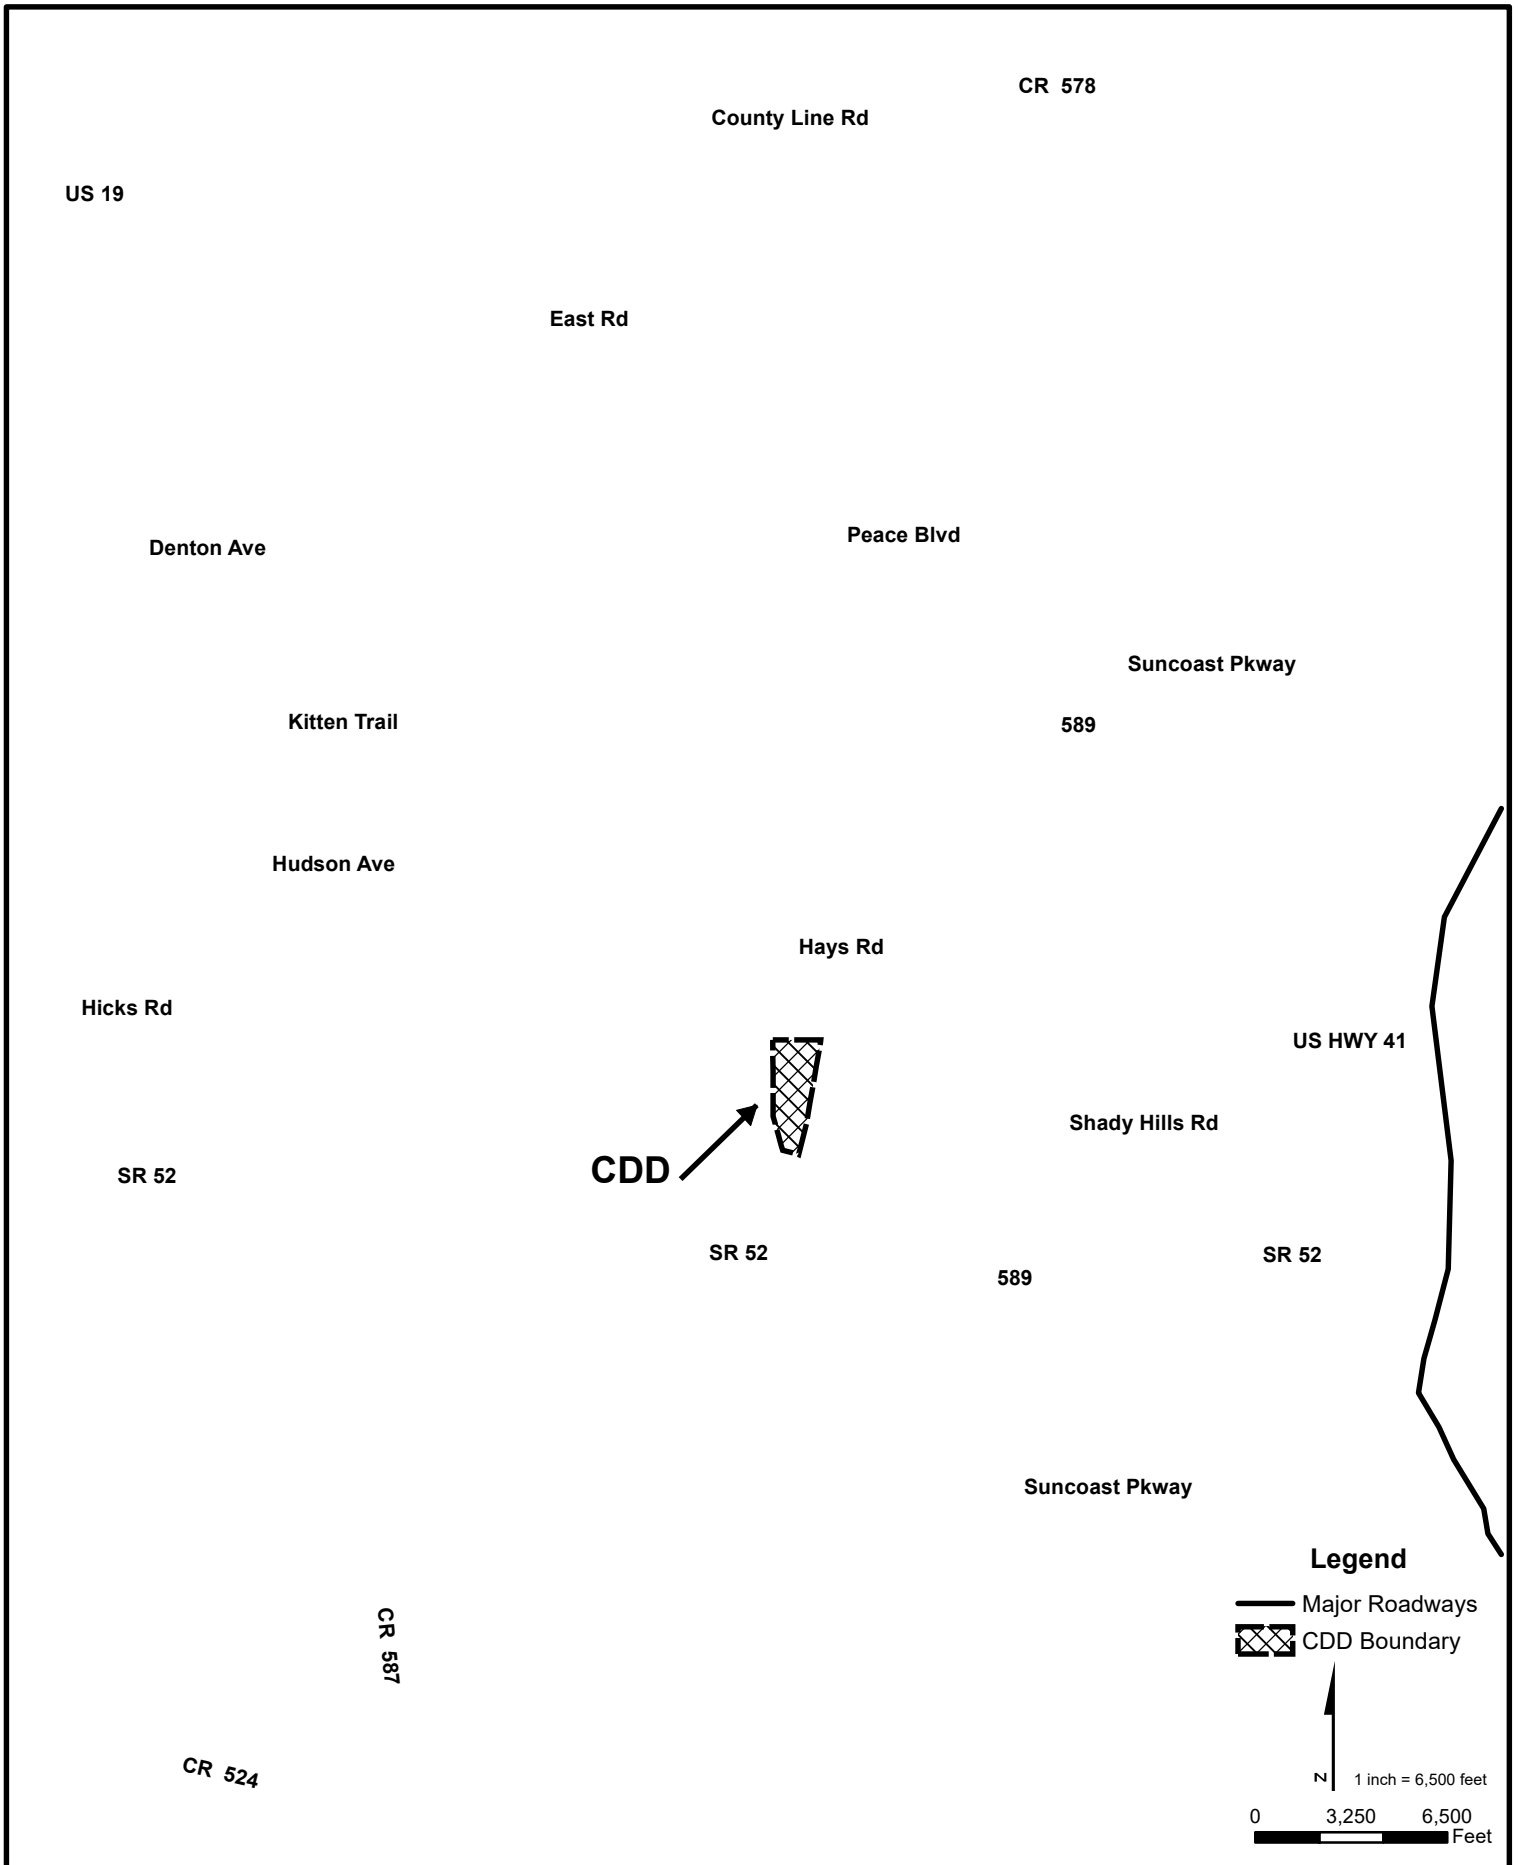 CR 578
County Line Rd
US 19
East Rd
Peace Blvd
Denton Ave
Suncoast Pkway
Kitten Trail
589
Hudson Ave
Hays Rd
Hicks Rd
US HWY 41
Shady Hills Rd
CDD
SR 52
SR 52
SR 52
589
Suncoast Pkway
Legend
Major Roadways
CDD Boundary
CR 587
CR 524
N
1 inch = 6,500 feet
0 3,250 6,500
Feet